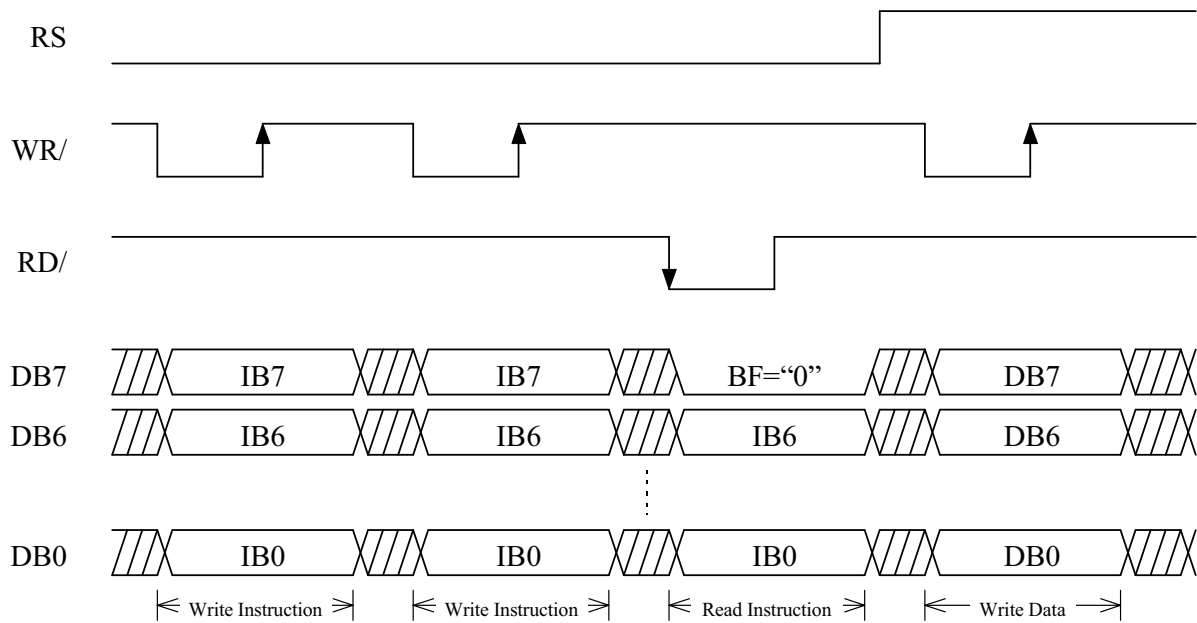 RS
WR/
RD/
DB7 IB7 IB7 BF=“0” DB7
DB6 IB6 IB6 IB6 DB6
DB0 IB0 IB0 IB0 DB0
Write Instruction Write Instruction Read Instruction Write Data